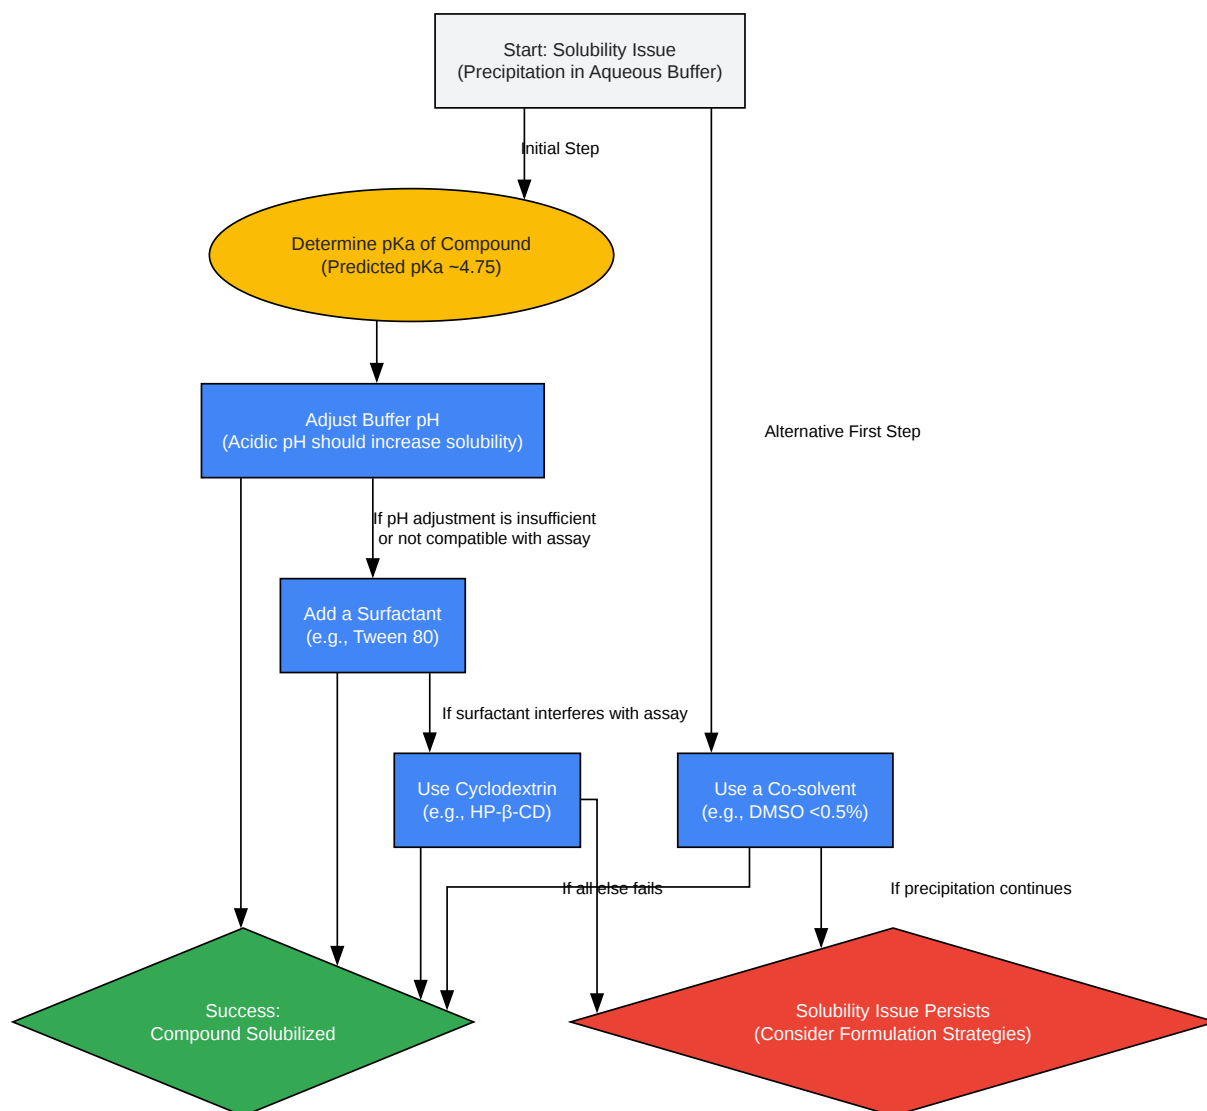 Start: Solubility Issue
(Precipitation in Aqueous Buffer)
Initial Step
Determine pKa of Compound
(Predicted pKa ~4.75)
Adjust Buffer pH
(Acidic pH should increase solubility)
Alternative First Step
If pH adjustment is insufficient
or not compatible with assay
Add a Surfactant
(e.g., Tween 80)
If surfactant interferes with assay
Use Cyclodextrin
(e.g., HP-β-CD)
Use a Co-solvent
(e.g., DMSO <0.5%)
If all else fails
If precipitation continues
Success:
Compound Solubilized
Solubility Issue Persists
(Consider Formulation Strategies)